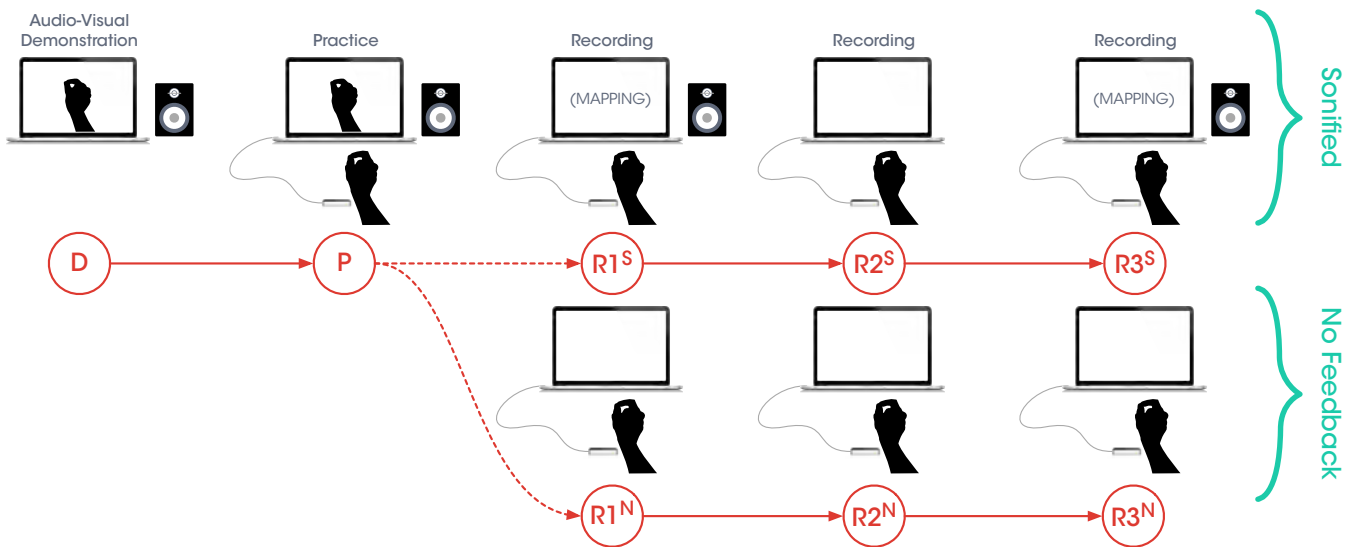 Audio-Visual
Demonstration
Practice
Recording
Recording
Recording
(MAPPING)
(MAPPING)
Sonified
D
P
R1S
R2S
R3S
No Feedback
R1N
R2N
R3N